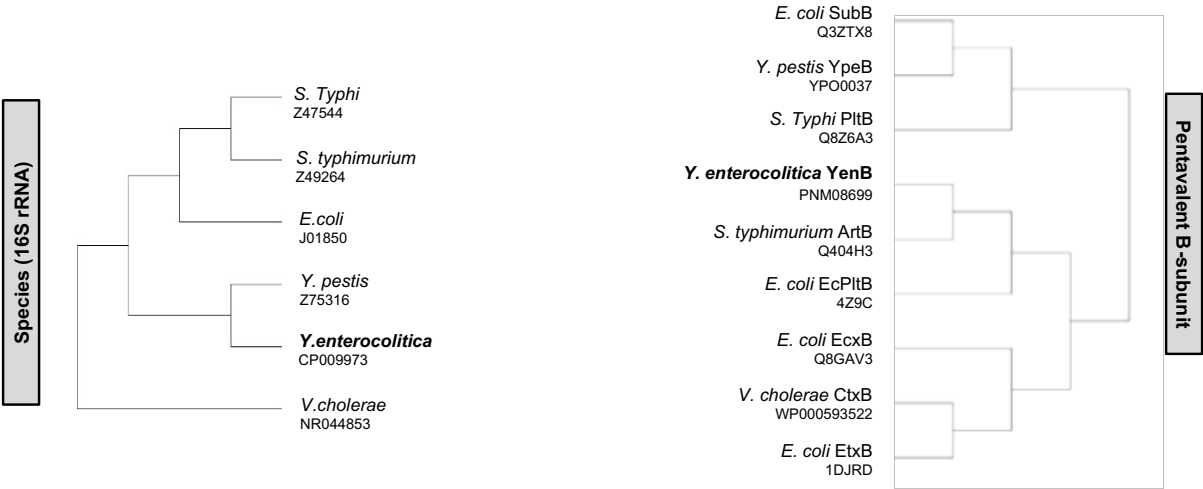 Species (16S rRNA)
S. Typhi
Z47544
S. typhimurium
Z49264
E.coli
J01850
Y. pestis
Z75316
Y.enterocolitica
CP009973
V.cholerae
NR044853
E. coli SubB
Q3ZTX8
Y. pestis YpeB
YPO0037
S. Typhi PltB
Q8Z6A3
Y. enterocolitica YenB
PNM08699
S. typhimurium ArtB
Q404H3
E. coli EcPltB
4Z9C
E. coli EcxB
Q8GAV3
V. cholerae CtxB
WP000593522
E. coli EtxB
1DJRD
Pentavalent B-subunit